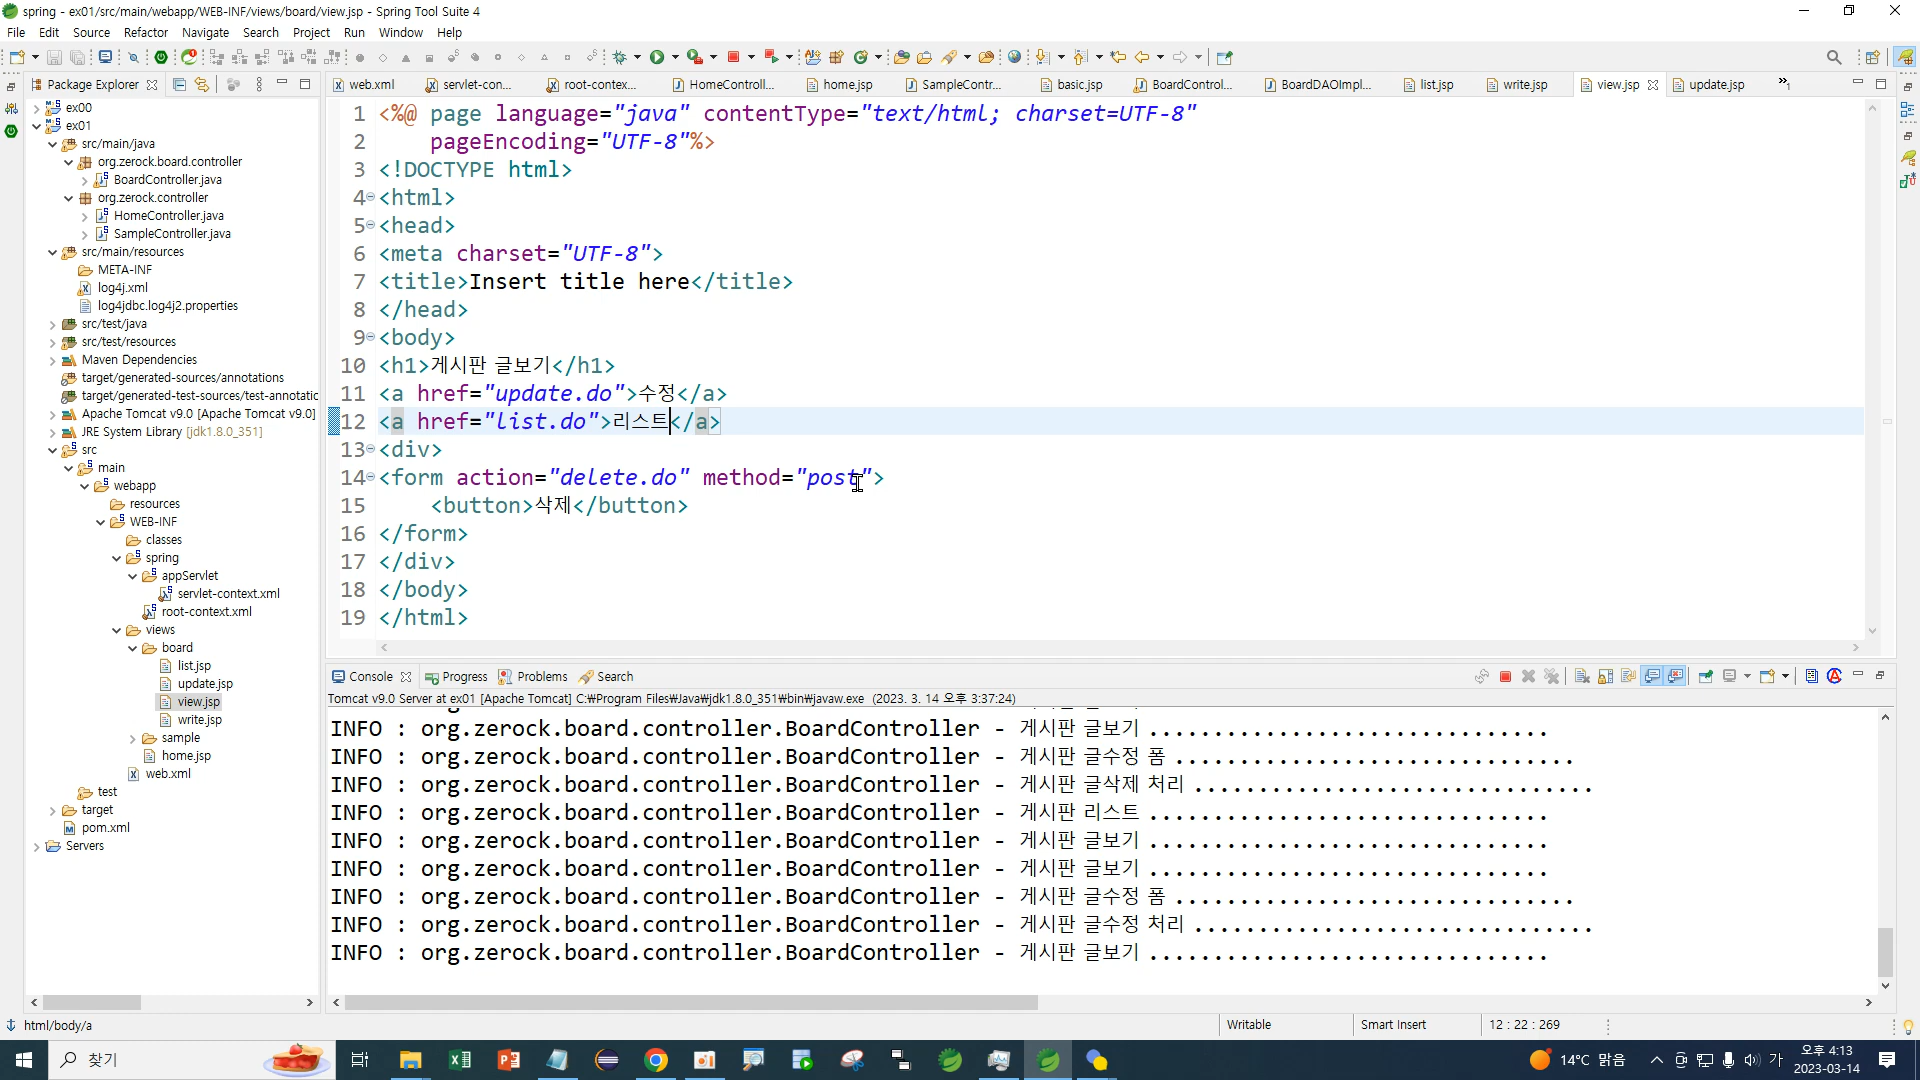 spring - ex01/src/main/webapp/WEB-INF/views/board/view.jsp - Spring Tool Suite 4
File Edit Source Refactor Navigate Search Project Run Window Help
Package Explorer
web.xml servlet-con... root-contex... HomeControll... home.jsp SampleContr... basic.jsp BoardControl... BoardDAOImpl... list.jsp write.jsp view.jsp update.jsp »1
ex00
ex01
src/main/java
org.zerock.board.controller
BoardController.java
org.zerock.controller
HomeController.java
SampleController.java
src/main/resources
META-INF
log4j.xml
log4jdbc.log4j2.properties
src/test/java
src/test/resources
Maven Dependencies
target/generated-sources/annotations
target/generated-test-sources/test-annotatic
Apache Tomcat v9.0 [Apache Tomcat v9.0]
JRE System Library [jdk1.8.0_351]
src
main
webapp
resources
WEB-INF
classes
spring
appServlet
servlet-context.xml
root-context.xml
views
board
list.jsp
update.jsp
view.jsp
write.jsp
sample
home.jsp
web.xml
test
target
pom.xml
Servers
1 <%@ page language="java" contentType="text/html; charset=UTF-8"
2 pageEncoding="UTF-8"%>
3 <!DOCTYPE html>
4 <html>
5 <head>
6 <meta charset="UTF-8">
7 <title>Insert title here</title>
8 </head>
9 <body>
10 <h1>게시판 글보기</h1>
11 <a href="update.do">수정</a>
12 <a href="list.do">리스트</a>
13 <div>
14 <form action="delete.do" method="post">
15 <button>삭제</button>
16 </form>
17 </div>
18 </body>
19 </html>
Console Progress Problems Search
Tomcat v9.0 Server at ex01 [Apache Tomcat] C:₩Program Files₩Java₩jdk1.8.0_351₩bin₩javaw.exe (2023. 3. 14 오후 3:37:24)
INFO : org.zerock.board.controller.BoardController - 게시판 글보기 ...............................
INFO : org.zerock.board.controller.BoardController - 게시판 글수정 폼 ...............................
INFO : org.zerock.board.controller.BoardController - 게시판 글삭제 처리 ...............................
INFO : org.zerock.board.controller.BoardController - 게시판 리스트 ...............................
INFO : org.zerock.board.controller.BoardController - 게시판 글보기 ...............................
INFO : org.zerock.board.controller.BoardController - 게시판 글보기 ...............................
INFO : org.zerock.board.controller.BoardController - 게시판 글수정 폼 ...............................
INFO : org.zerock.board.controller.BoardController - 게시판 글수정 처리 ...............................
INFO : org.zerock.board.controller.BoardController - 게시판 글보기 ...............................
html/body/a Writable Smart Insert 12 : 22 : 269
찾기 14°C 맑음 가 오후 4:13
2023-03-14